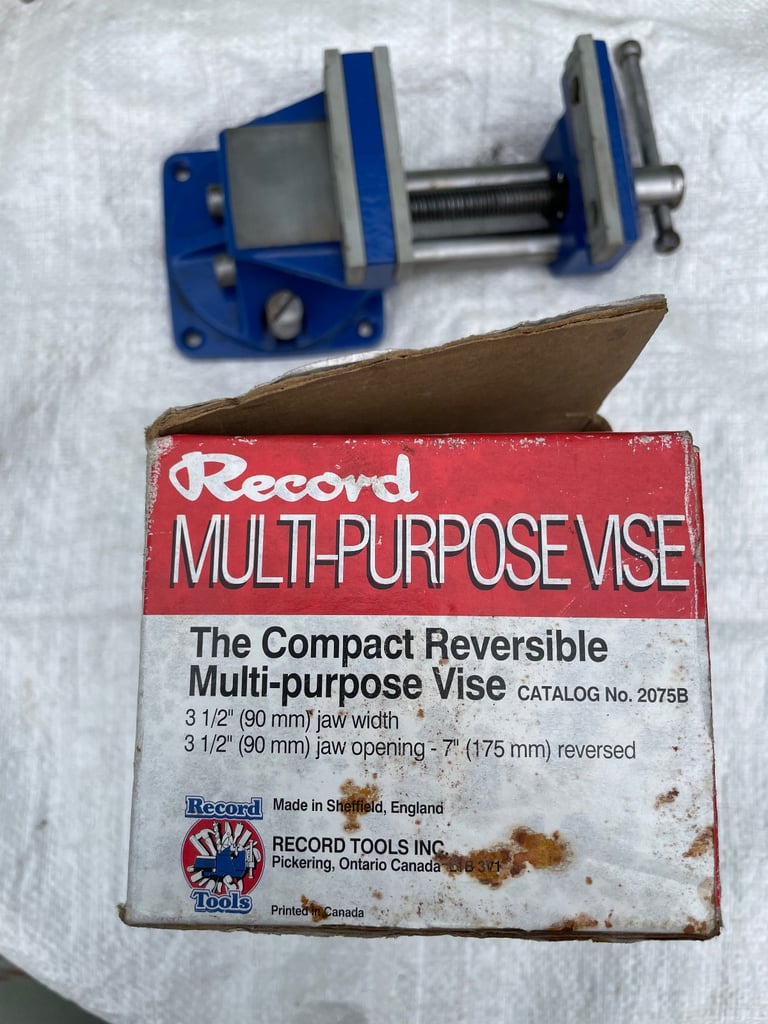 Record
MULTI-PURPOSE VISE
The Compact Reversible
Multi-purpose Vise CATALOG No. 2075B
3 1/2" (90 mm) jaw width
3 1/2" (90 mm) jaw opening - 7" (175 mm) reversed
Record
Tools
Made in Sheffield, England
RECORD TOOLS INC.
Pickering, Ontario Canada L1B 3V1
Printed in Canada